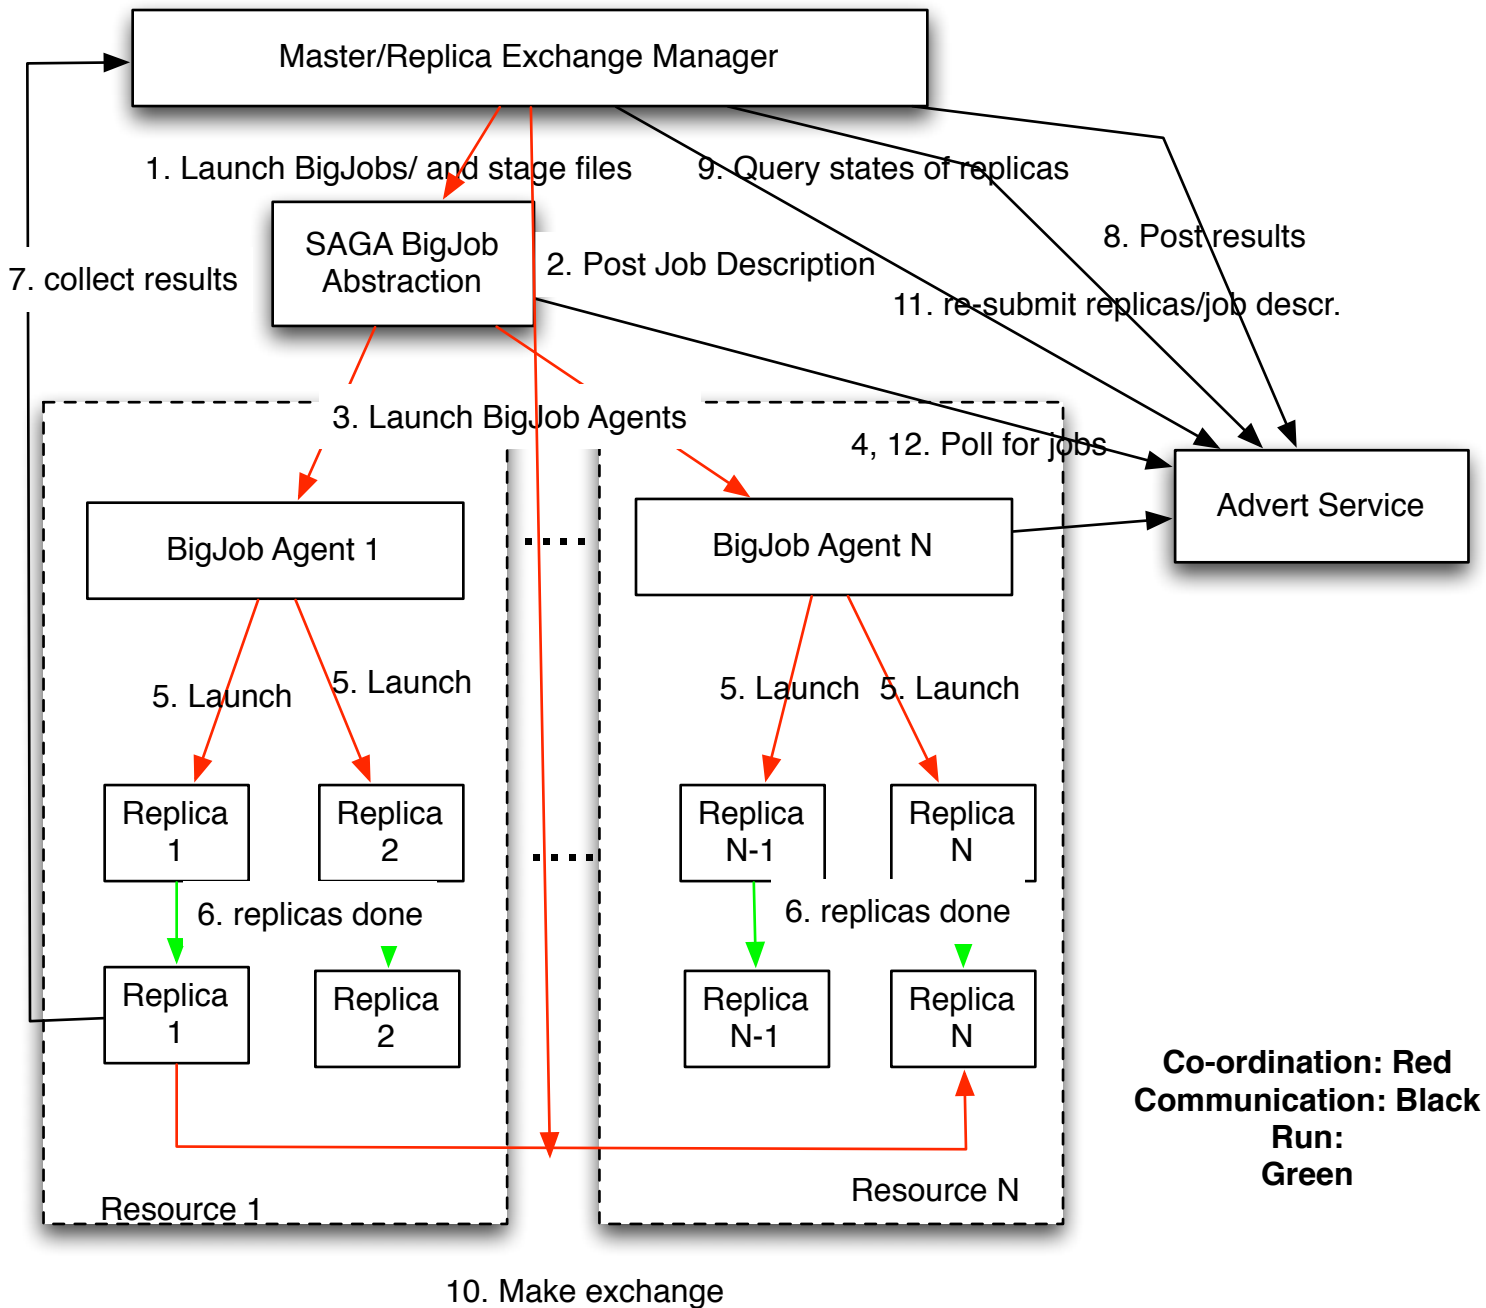 Master/Replica Exchange Manager
1. Launch BigJobs/ and stage files
9. Query states of replicas
SAGA BigJob
Abstraction
2. Post Job Description
8. Post results
7. collect results
11. re-submit replicas/job descr.
3. Launch BigJob Agents
4, 12. Poll for jobs
Advert Service
BigJob Agent 1
BigJob Agent N
5. Launch
5. Launch
5. Launch
5. Launch
Replica
1
Replica
2
Replica
N-1
Replica
N
6. replicas done
6. replicas done
Replica
1
Replica
2
Replica
N-1
Replica
N
Co-ordination: Red
Communication: Black
Run:
Green
Resource 1
Resource N
10. Make exchange